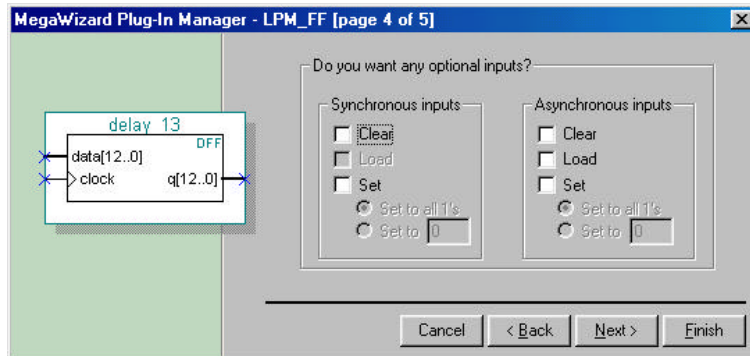 MegaWizard Plug-In Manager - LPM_FF [page 4 of 5]
delay_13
DFF
data[12..0]
clock q[12..0]
Do you want any optional inputs?
Synchronous inputs
Clear
Load
Set
Set to all 1's
Set to 0
Asynchronous inputs
Clear
Load
Set
Set to all 1's
Set to 0
Cancel < Back Next > Finish